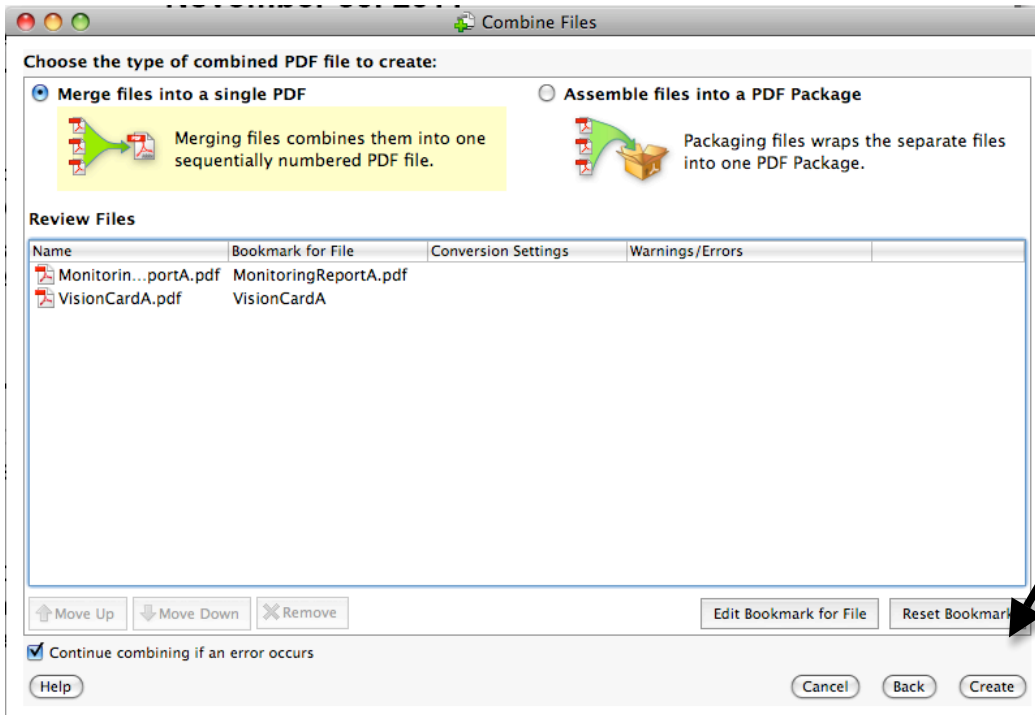 Combine Files
Choose the type of combined PDF file to create:
Merge files into a single PDF
Assemble files into a PDF Package
Merging files combines them into one
sequentially numbered PDF file.
Packaging files wraps the separate files
into one PDF Package.
Review Files
Name Bookmark for File Conversion Settings Warnings/Errors
Monitorin...portA.pdf MonitoringReportA.pdf
VisionCardA.pdf VisionCardA
Move Up Move Down Remove Edit Bookmark for File Reset Bookmark
Continue combining if an error occurs
Help Cancel Back Create